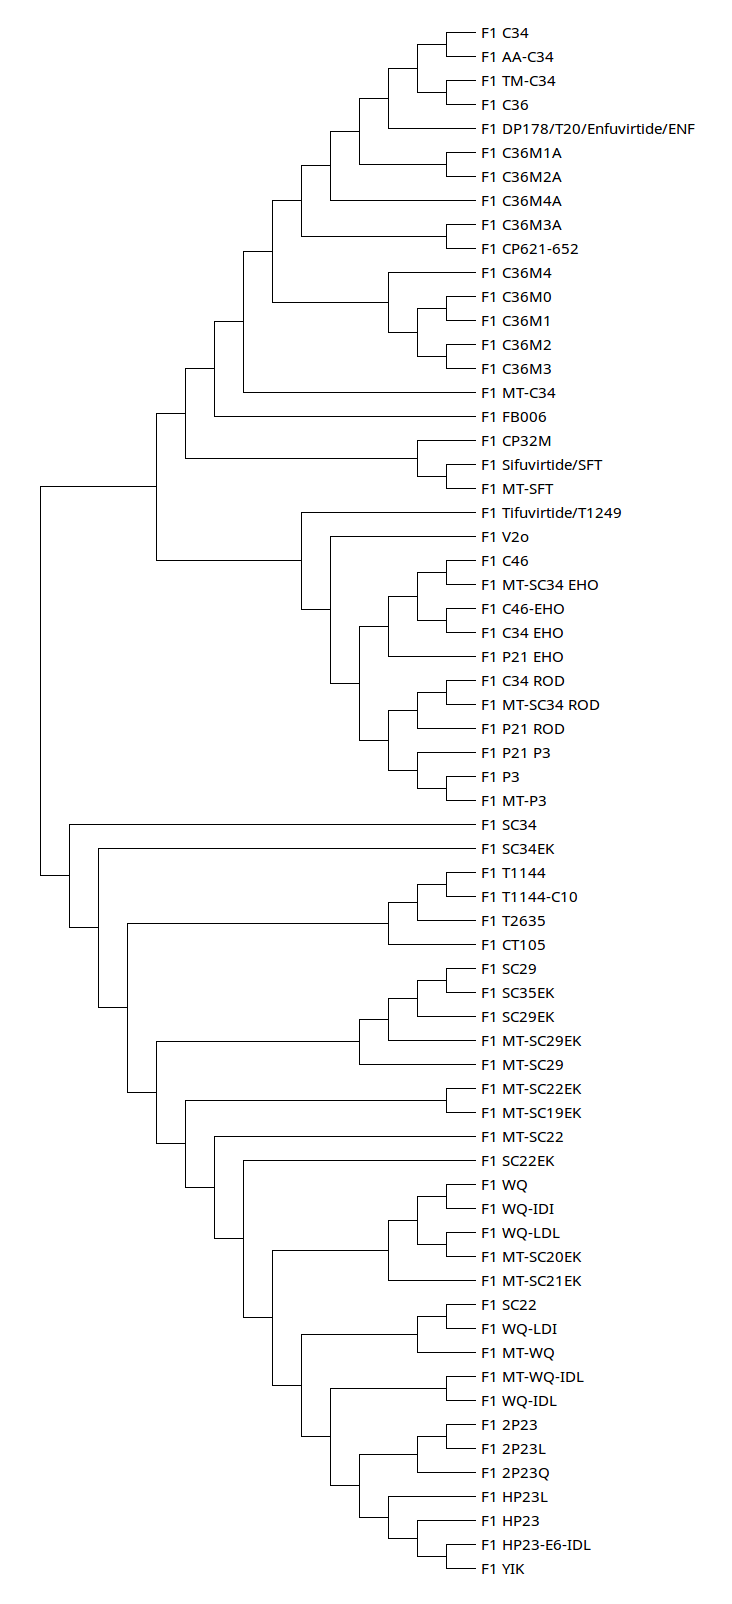 F1 C34
F1 AA-C34
F1 TM-C34
F1 C36
F1 DP178/T20/Enfuvirtide/ENF
F1 C36M1A
F1 C36M2A
F1 C36M4A
F1 C36M3A
F1 CP621-652
F1 C36M4
F1 C36M0
F1 C36M1
F1 C36M2
F1 C36M3
F1 MT-C34
F1 FB006
F1 CP32M
F1 Sifuvirtide/SFT
F1 MT-SFT
F1 Tifuvirtide/T1249
F1 V2o
F1 C46
F1 MT-SC34 EHO
F1 C46-EHO
F1 C34 EHO
F1 P21 EHO
F1 C34 ROD
F1 MT-SC34 ROD
F1 P21 ROD
F1 P21 P3
F1 P3
F1 MT-P3
F1 SC34
F1 SC34EK
F1 T1144
F1 T1144-C10
F1 T2635
F1 CT105
F1 SC29
F1 SC35EK
F1 SC29EK
F1 MT-SC29EK
F1 MT-SC29
F1 MT-SC22EK
F1 MT-SC19EK
F1 MT-SC22
F1 SC22EK
F1 WQ
F1 WQ-IDI
F1 WQ-LDL
F1 MT-SC20EK
F1 MT-SC21EK
F1 SC22
F1 WQ-LDI
F1 MT-WQ
F1 MT-WQ-IDL
F1 WQ-IDL
F1 2P23
F1 2P23L
F1 2P23Q
F1 HP23L
F1 HP23
F1 HP23-E6-IDL
F1 YIK